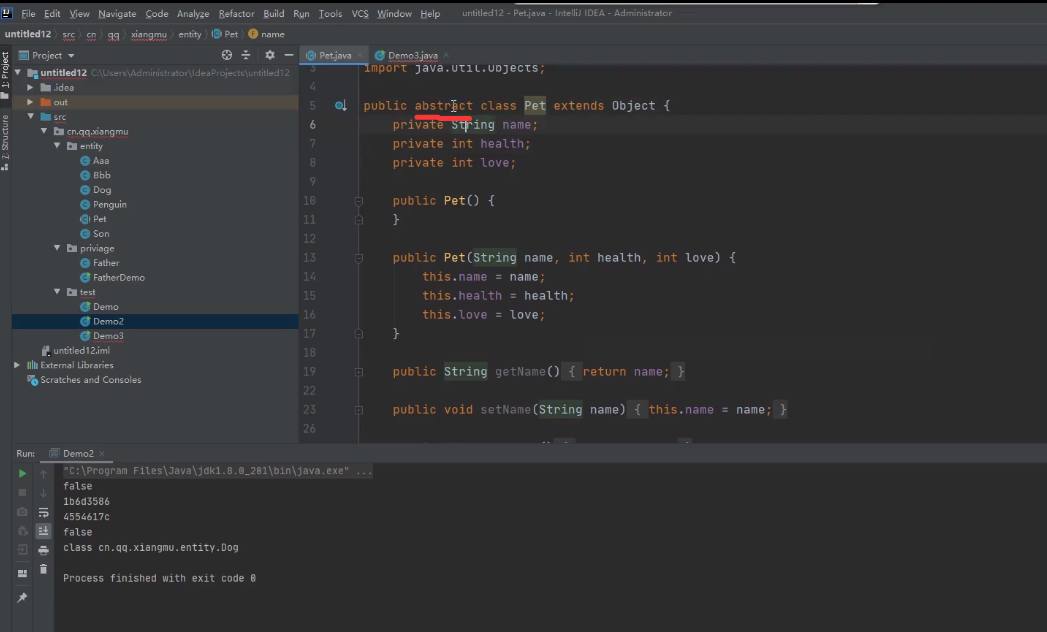 File Edit View Navigate Code Analyze Refactor Build Run Tools VCS Window Help untitled12 - Pet.java - IntelliJ IDEA - Administrator
untitled12 src cn qq xiangmu entity Pet name
Project
Pet.java
Demo3.java
1: Project
Z: Structure
untitled12 C:\Users\Administrator\IdeaProjects\untitled12
.idea
out
src
cn.qq.xiangmu
entity
Aaa
Bbb
Dog
Penguin
Pet
Son
priviage
Father
FatherDemo
test
Demo
Demo2
Demo3
untitled12.iml
External Libraries
Scratches and Consoles
3 import java.util.Objects;
4
5 public abstract class Pet extends Object {
6 private String name;
7 private int health;
8 private int love;
9
10 public Pet() {
11 }
12
13 public Pet(String name, int health, int love) {
14 this.name = name;
15 this.health = health;
16 this.love = love;
17 }
18
19 public String getName() { return name; }
22
23 public void setName(String name) { this.name = name; }
26
Run: Demo2
"C:\Program Files\Java\jdk1.8.0_201\bin\java.exe" ...
false
1b6d3586
4554617c
false
class cn.qq.xiangmu.entity.Dog
Process finished with exit code 0